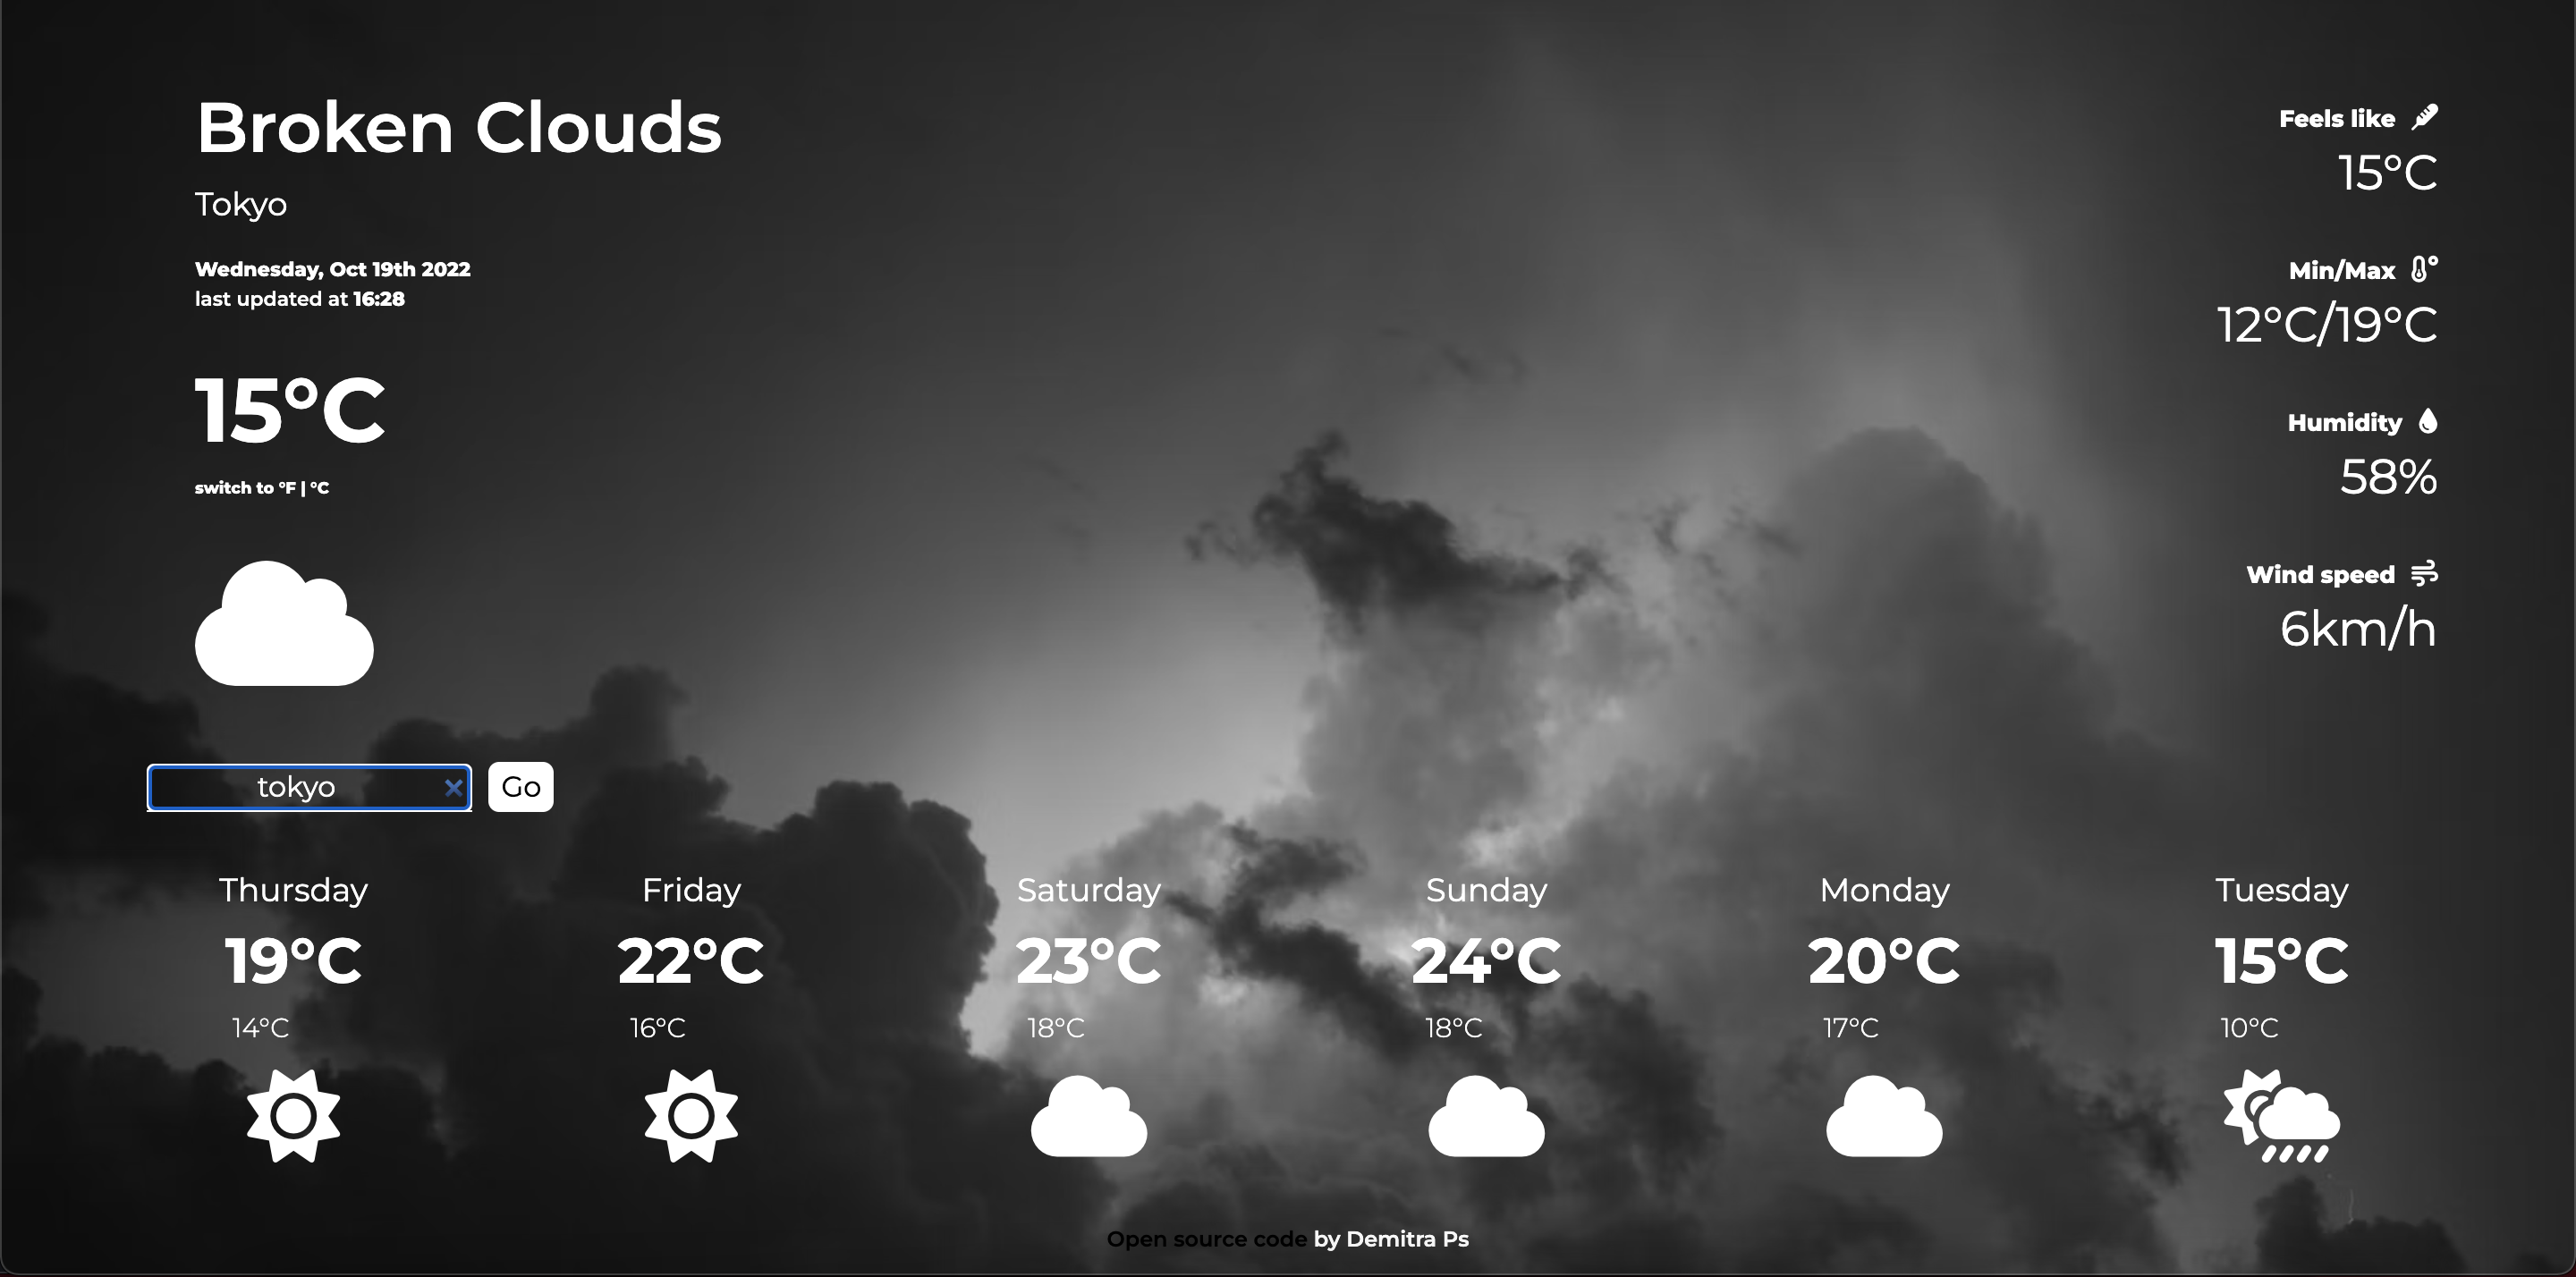 Broken Clouds
Tokyo
Wednesday, Oct 19th 2022
last updated at 16:28
15°C
switch to °F | °C
Feels like
15°C
Min/Max
12°C/19°C
Humidity
58%
Wind speed
6km/h
tokyo
Go
Thursday
19°C
14°C
Friday
22°C
16°C
Saturday
23°C
18°C
Sunday
24°C
18°C
Monday
20°C
17°C
Tuesday
15°C
10°C
Open source code by Demitra Ps